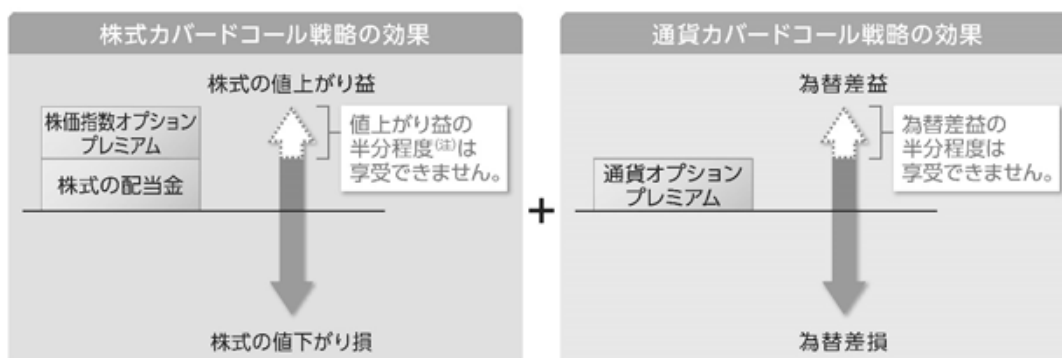 株式カバードコール戦略の効果
株式の値上がり益
株価指数オプション
プレミアム
株式の配当金
値上がり益の
半分程度(注)は
享受できません。
株式の値下がり損
+
通貨カバードコール戦略の効果
為替差益
通貨オプション
プレミアム
為替差益の
半分程度は
享受できません。
為替差損